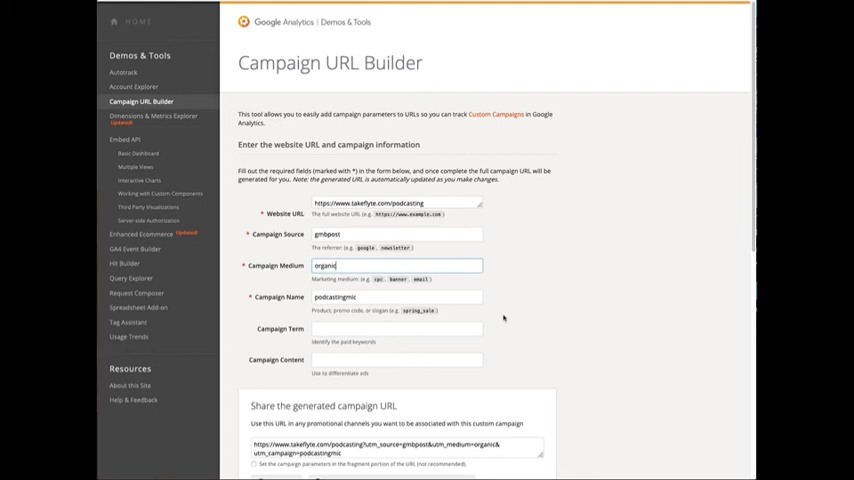 HOME
Google Analytics | Demos & Tools
Demos & Tools
Autotrack
Account Explorer
Campaign URL Builder
Dimensions & Metrics Explorer
Updated!
Embed API
Basic Dashboard
Multiple Views
Interactive Charts
Working with Custom Components
Third Party Visualizations
Server-side Authorization
Enhanced Ecommerce Updated!
GA4 Event Builder
Hit Builder
Query Explorer
Request Composer
Spreadsheet Add-on
Tag Assistant
Usage Trends
Resources
About this Site
Help & Feedback
Campaign URL Builder
This tool allows you to easily add campaign parameters to URLs so you can track Custom Campaigns in Google
Analytics.
Enter the website URL and campaign information
Fill out the required fields (marked with *) in the form below, and once complete the full campaign URL will be
generated for you. Note: the generated URL is automatically updated as you make changes.
* Website URL
https://www.takeflyte.com/podcasting
The full website URL (e.g. https://www.example.com)
* Campaign Source
gmbpost
The referrer: (e.g. google, newsletter)
* Campaign Medium
organic
Marketing medium: (e.g. cpc, banner, email)
* Campaign Name
podcastingmic
Product, promo code, or slogan (e.g. spring_sale)
Campaign Term
Identify the paid keywords
Campaign Content
Use to differentiate ads
Share the generated campaign URL
Use this URL in any promotional channels you want to be associated with this custom campaign
https://www.takeflyte.com/podcasting?utm_source=gmbpost&utm_medium=organic&
utm_campaign=podcastingmic
Set the campaign parameters in the fragment portion of the URL (not recommended).